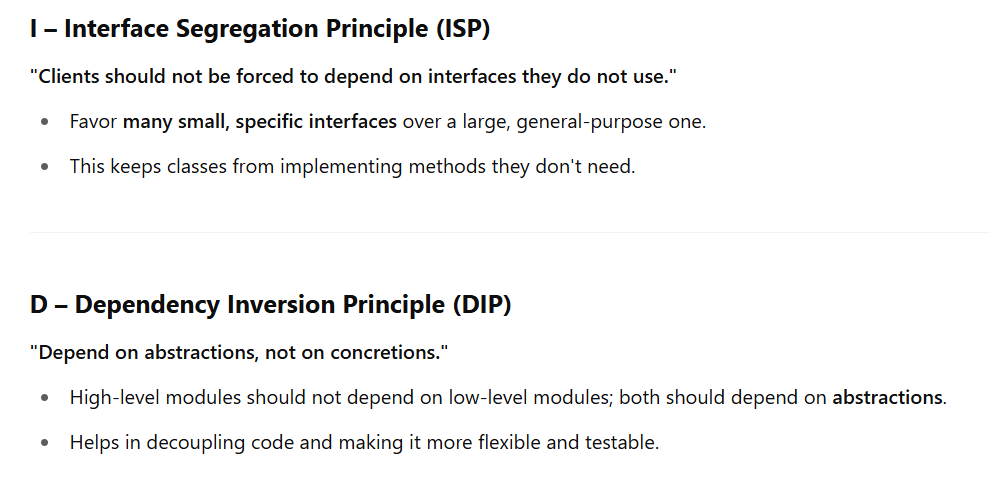 I – Interface Segregation Principle (ISP)
"Clients should not be forced to depend on interfaces they do not use."
• Favor many small, specific interfaces over a large, general-purpose one.
• This keeps classes from implementing methods they don't need.
D – Dependency Inversion Principle (DIP)
"Depend on abstractions, not on concretions."
• High-level modules should not depend on low-level modules; both should depend on abstractions.
• Helps in decoupling code and making it more flexible and testable.